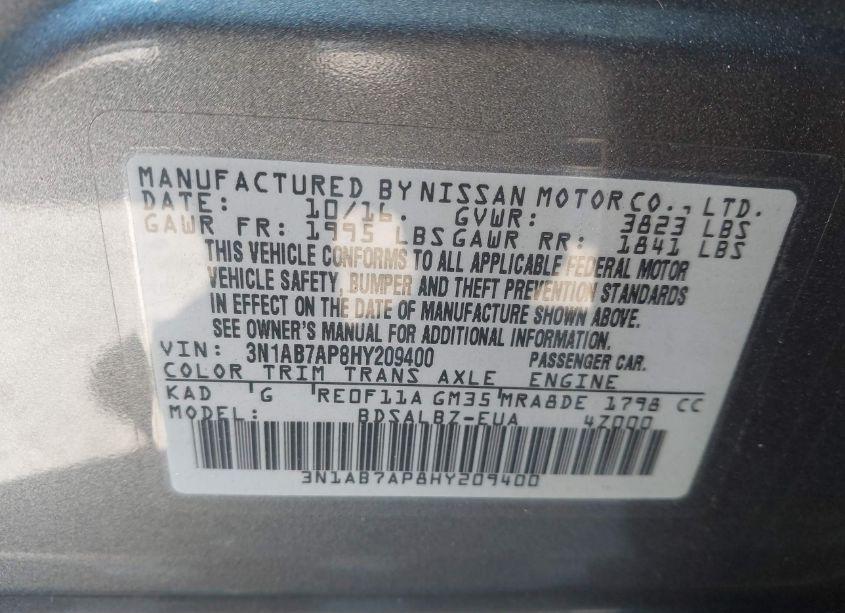 MANUFACTURED BY NISSAN MOTOR CO., LTD.
DATE: 10/16. GVWR: 3823 LBS
GAWR FR: 1995 LBS GAWR RR: 1841 LBS
THIS VEHICLE CONFORMS TO ALL APPLICABLE FEDERAL MOTOR
VEHICLE SAFETY, BUMPER AND THEFT PREVENTION STANDARDS
IN EFFECT ON THE DATE OF MANUFACTURE SHOWN ABOVE.
SEE OWNER'S MANUAL FOR ADDITIONAL INFORMATION.
VIN: 3N1AB7AP8HY209400 PASSENGER CAR.
COLOR TRIM TRANS AXLE ENGINE
KAD G RE0F11A GM35 MRA8DE 1798 CC
MODEL: BDSALBZ-EUA 4Z000
3N1AB7AP8HY209400